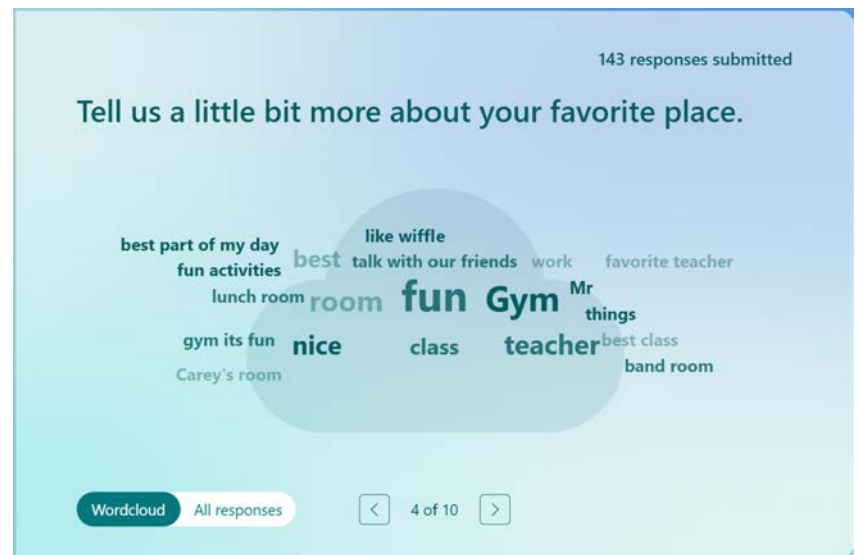 143 responses submitted
Tell us a little bit more about your favorite place.
like wiffle
best part of my day
best talk with our friends work favorite teacher
fun activities
lunch room room fun Gym Mr
things
gym its fun nice class teacher best class
band room
Carey's room
Wordcloud All responses 4 of 10